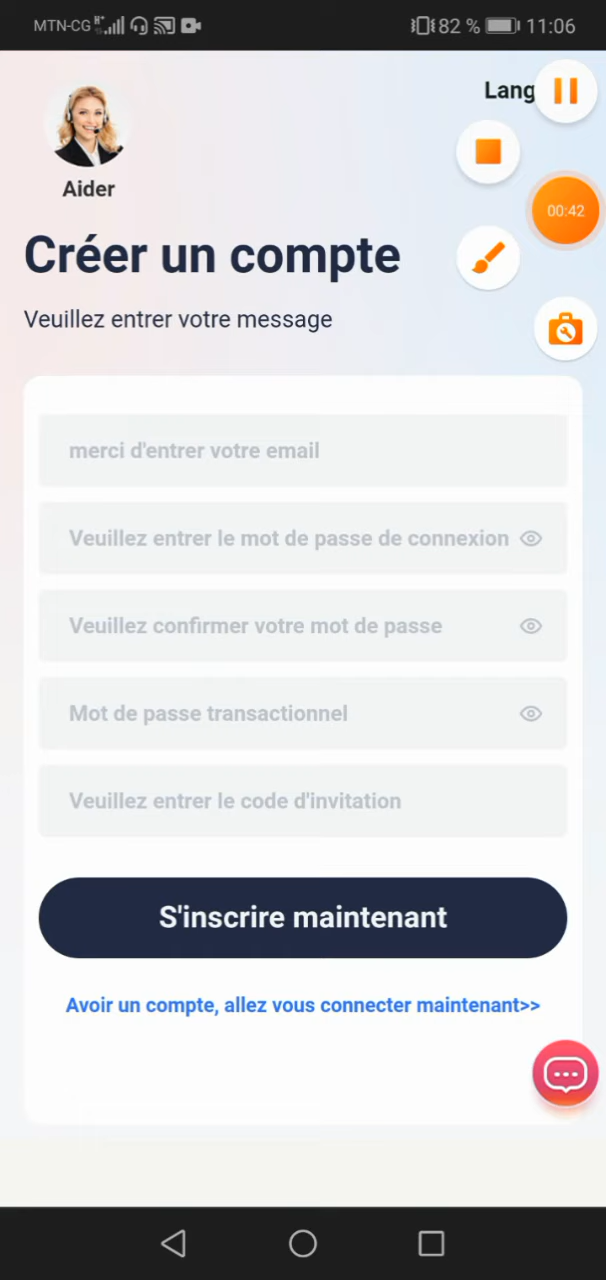 MTN-CG 82 % 11:06
Lang
00:42
Aider
Créer un compte
Veuillez entrer votre message
merci d'entrer votre email
Veuillez entrer le mot de passe de connexion
Veuillez confirmer votre mot de passe
Mot de passe transactionnel
Veuillez entrer le code d'invitation
S'inscrire maintenant
Avoir un compte, allez vous connecter maintenant>>